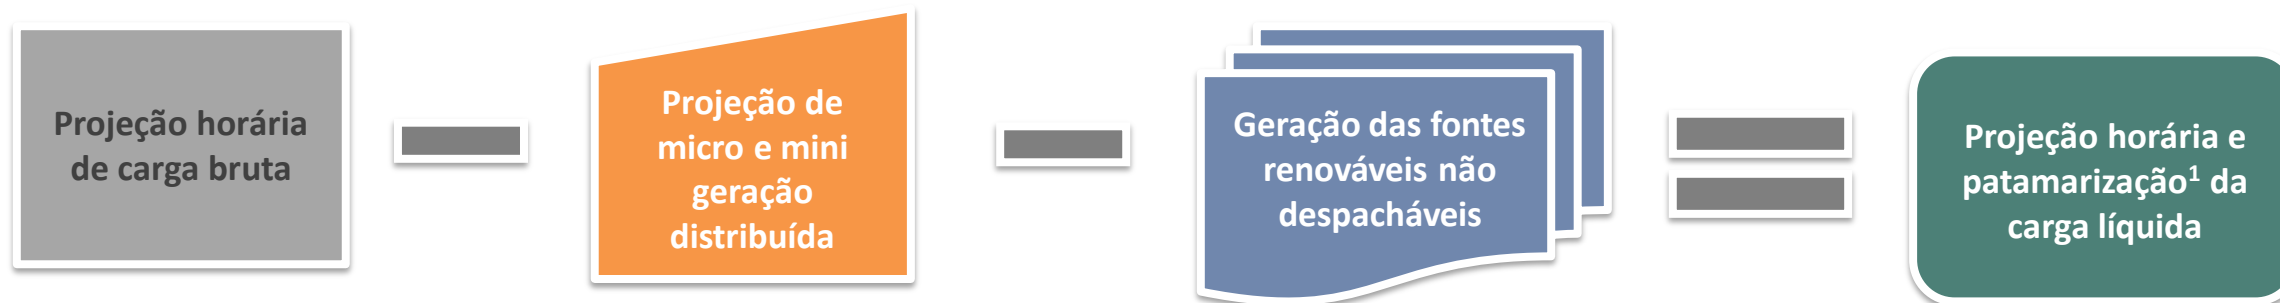 Projeção horária
de carga bruta
Projeção de
micro e mini
geração
distribuída
Geração das fontes
renováveis não
despacháveis
Projeção horária e
patamarização¹ da
carga líquida